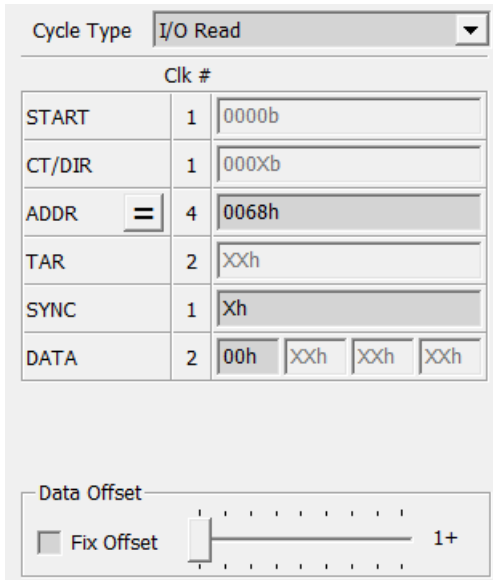 Cycle Type I/O Read
Clk #
START 1 0000b
CT/DIR 1 000Xb
ADDR = 4 0068h
TAR 2 XXh
SYNC 1 Xh
DATA 2 00h XXh XXh XXh
Data Offset
Fix Offset 1+